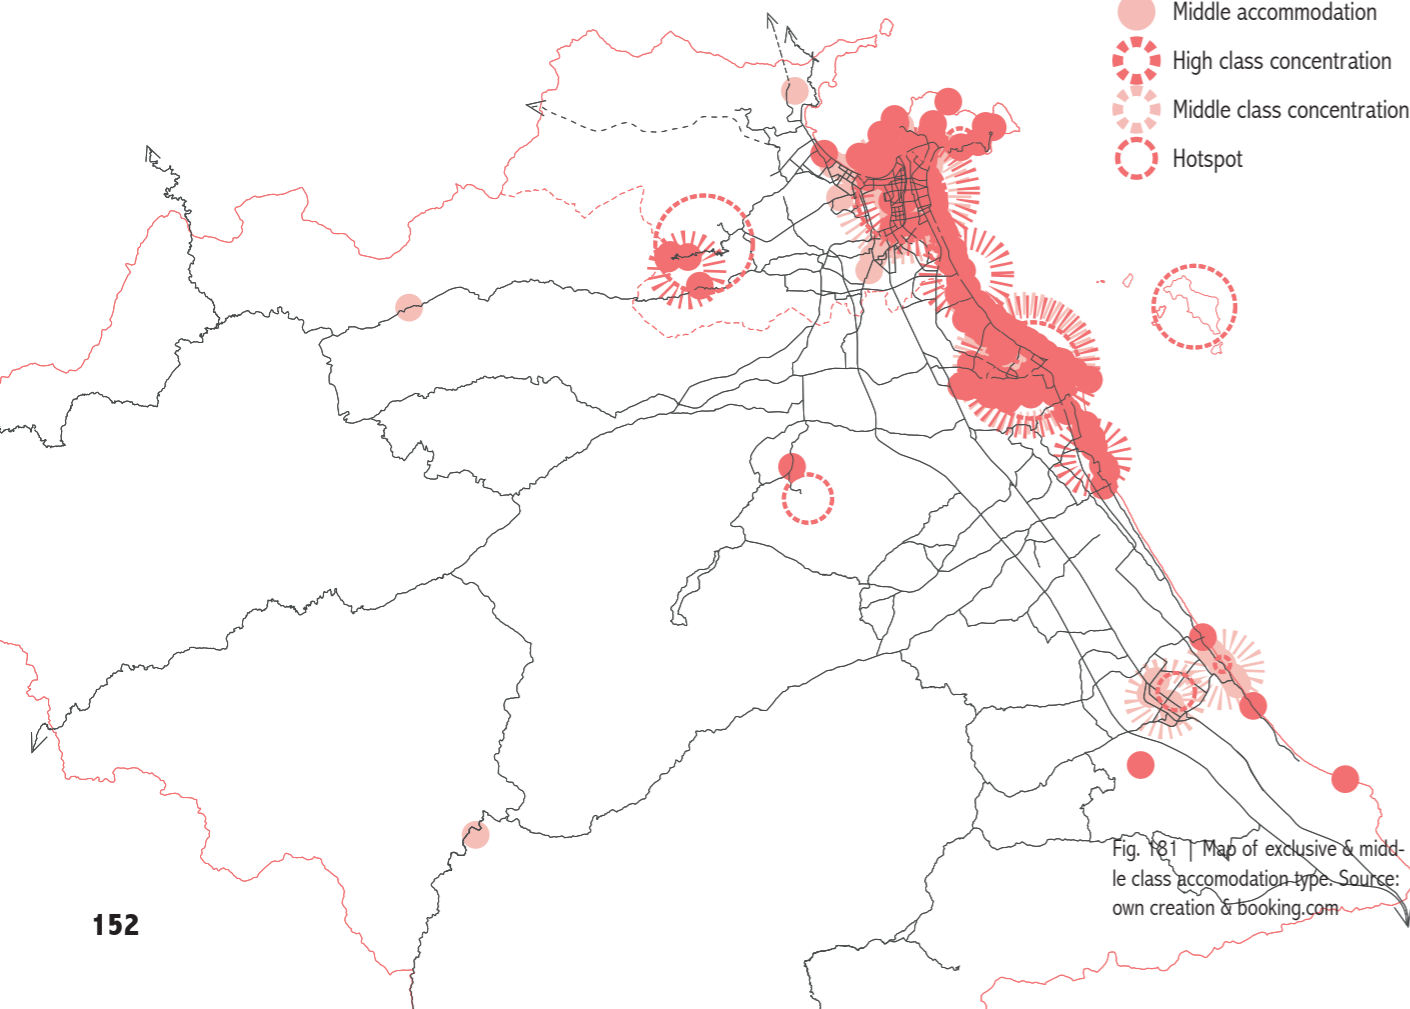 Middle accommodation
High class concentration
Middle class concentration
Hotspot
Fig. 181 | Map of exclusive & midd-
le class accomodation type. Source:
own creation & booking.com
152